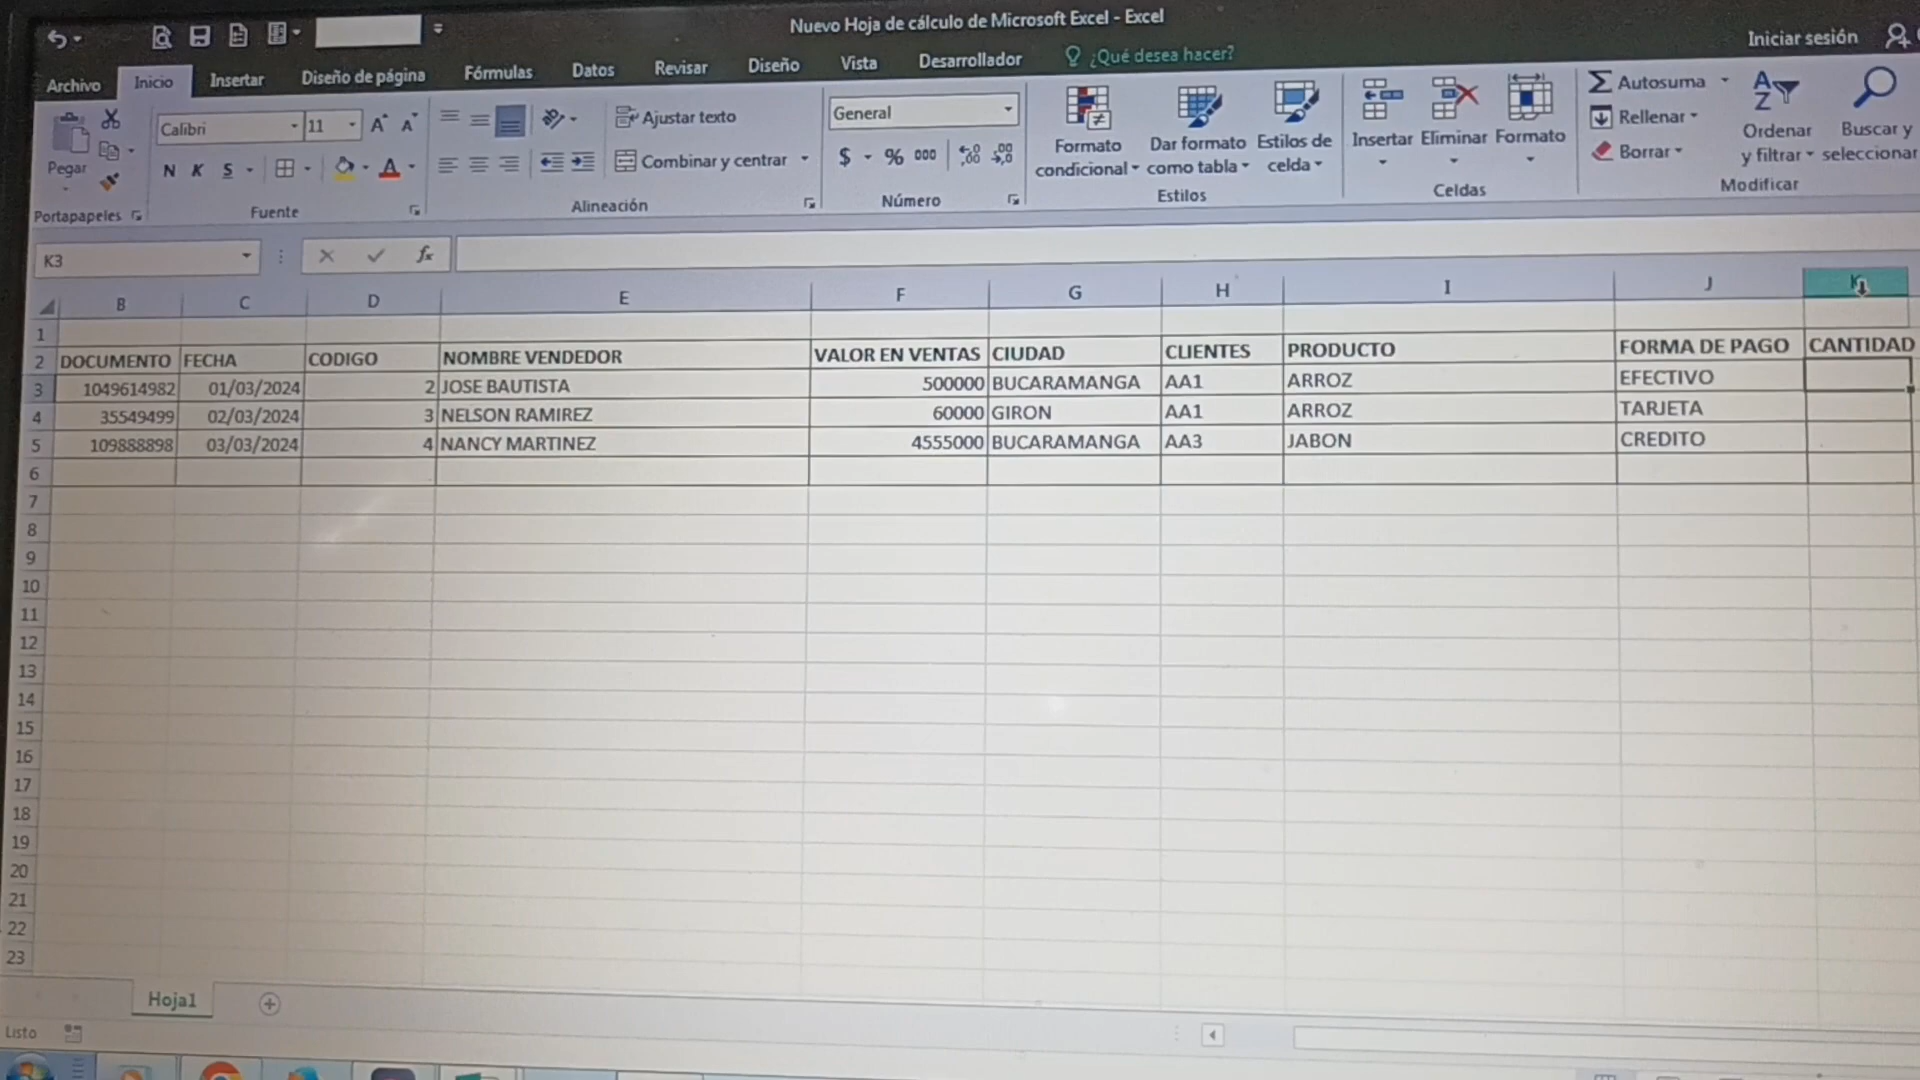 Nuevo Hoja de cálculo de Microsoft Excel - Excel
Iniciar sesión
Archivo Inicio Insertar Diseño de página Fórmulas Datos Revisar Diseño Vista Desarrollador ¿Qué desea hacer?
Pegar
Portapapeles
Calibri 11
N K S
Fuente
Ajustar texto
Combinar y centrar
Alineación
General
$ % 000
Número
Formato condicional
Dar formato como tabla
Estilos de celda
Estilos
Insertar Eliminar Formato
Celdas
Autosuma
Rellenar
Borrar
Ordenar y filtrar
Buscar y seleccionar
Modificar
K3 fx
B C D E F G H I J K
1
2 DOCUMENTO FECHA CODIGO NOMBRE VENDEDOR VALOR EN VENTAS CIUDAD CLIENTES PRODUCTO FORMA DE PAGO CANTIDAD
3 1049614982 01/03/2024 2 JOSE BAUTISTA 500000 BUCARAMANGA AA1 ARROZ EFECTIVO
4 35549499 02/03/2024 3 NELSON RAMIREZ 60000 GIRON AA1 ARROZ TARJETA
5 109888898 03/03/2024 4 NANCY MARTINEZ 4555000 BUCARAMANGA AA3 JABON CREDITO
6
7
8
9
10
11
12
13
14
15
16
17
18
19
20
21
22
23
Hoja1
Listo